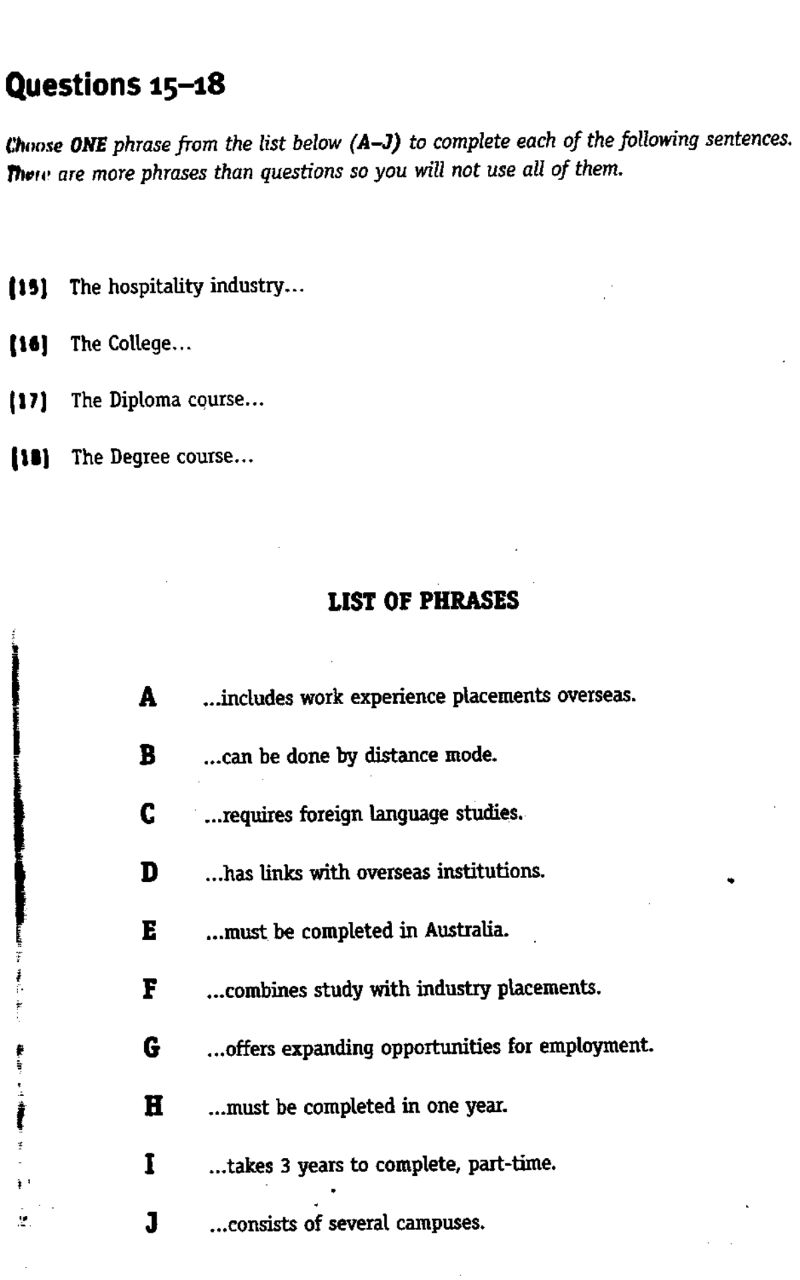 Questions 15–18
Choose ONE phrase from the list below (A–J) to complete each of the following sentences.
There are more phrases than questions so you will not use all of them.
[15] The hospitality industry...
[16] The College...
[17] The Diploma course...
[18] The Degree course...
LIST OF PHRASES
A ...includes work experience placements overseas.
B ...can be done by distance mode.
C ...requires foreign language studies.
D ...has links with overseas institutions.
E ...must be completed in Australia.
F ...combines study with industry placements.
G ...offers expanding opportunities for employment.
H ...must be completed in one year.
I ...takes 3 years to complete, part-time.
J ...consists of several campuses.